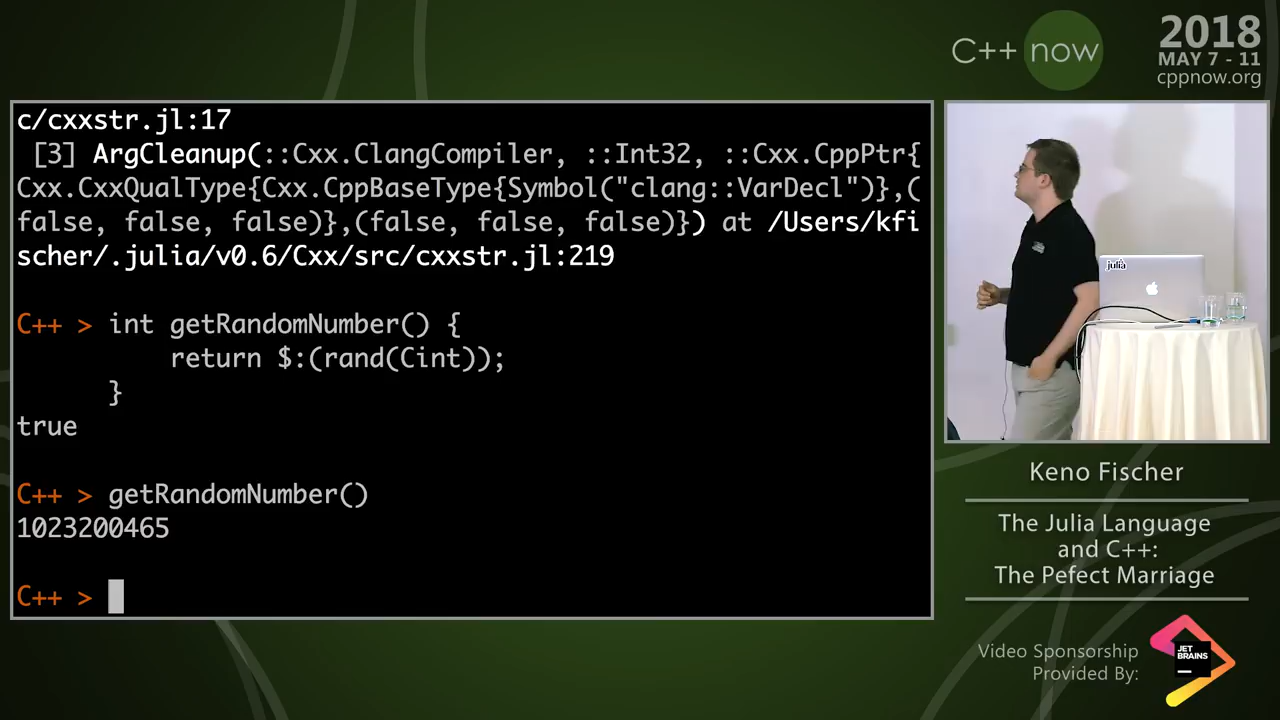 C++ now
2018
MAY 7 - 11
cppnow.org
c/cxxstr.jl:17
[3] ArgCleanup(::Cxx.ClangCompiler, ::Int32, ::Cxx.CppPtr{
Cxx.CxxQualType{Cxx.CppBaseType{Symbol("clang::VarDecl")},(
false, false, false)},(false, false, false)}) at /Users/kfi
scher/.julia/v0.6/Cxx/src/cxxstr.jl:219
C++ > int getRandomNumber() {
return $:(rand(Cint));
}
true
C++ > getRandomNumber()
1023200465
C++ >
julia
Keno Fischer
The Julia Language
and C++:
The Pefect Marriage
Video Sponsorship
Provided By:
JET
BRAINS